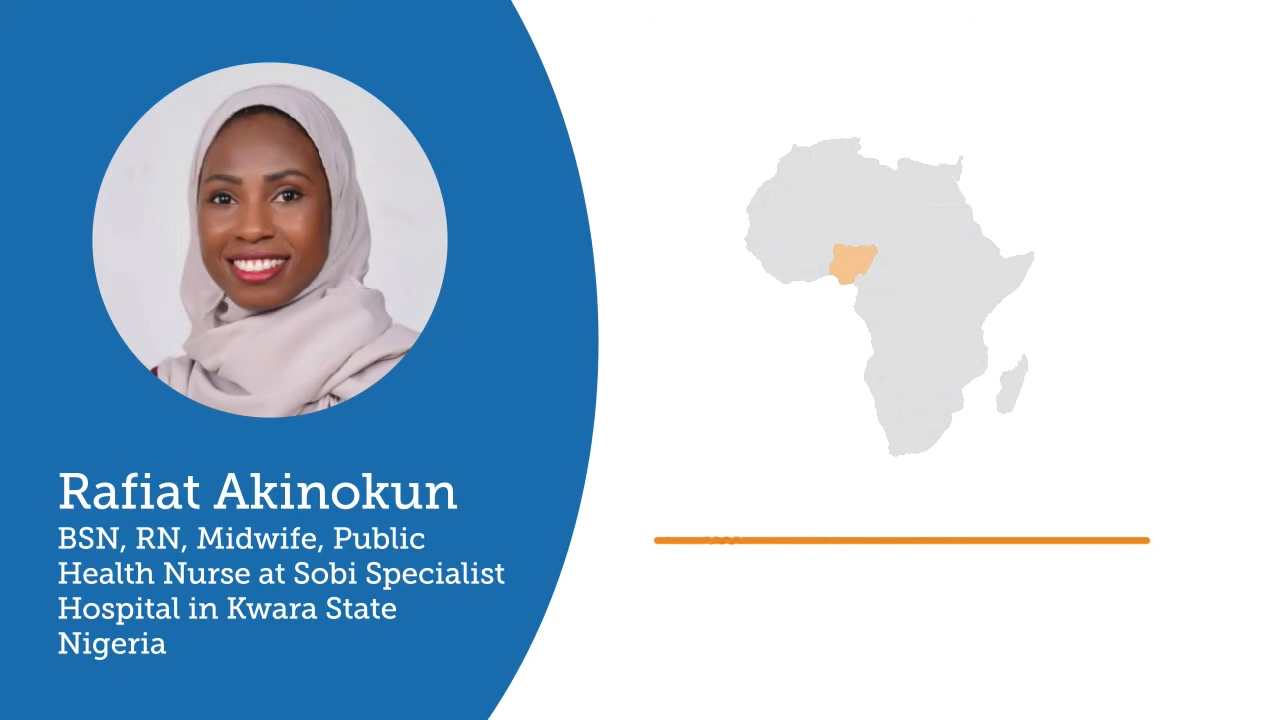 Rafiat Akinokun
BSN, RN, Midwife, Public
Health Nurse at Sobi Specialist
Hospital in Kwara State
Nigeria